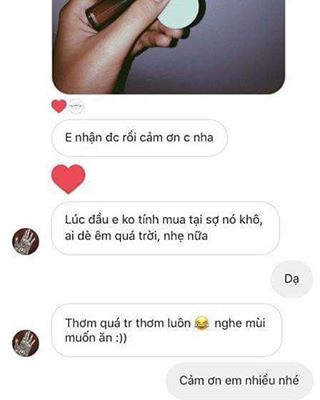 E nhận đc rồi cảm ơn c nha
Lúc đầu e ko tính mua tại sợ nó khô,
ai dè êm quá trời, nhẹ nữa
Dạ
Thơm quá tr thơm luôn 😂 nghe mùi
muốn ăn :))
Cảm ơn em nhiều nhé